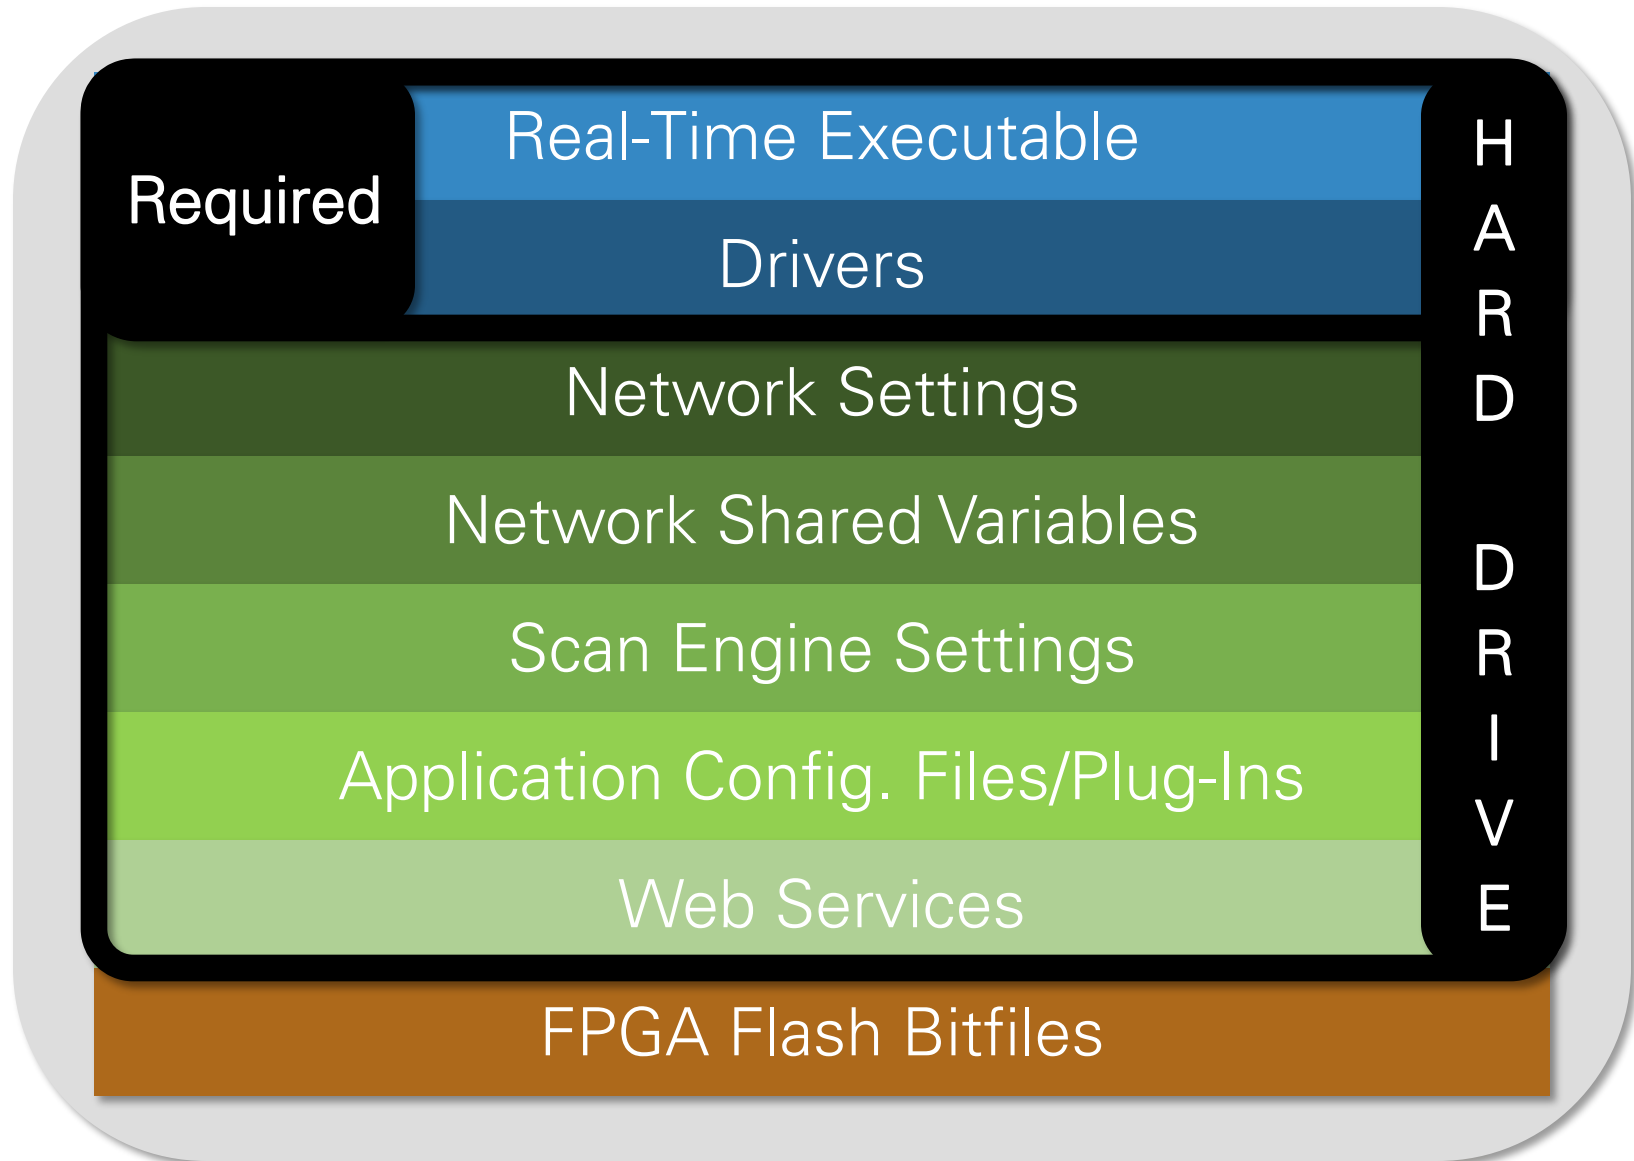 Required
Real-Time Executable
Drivers
Network Settings
Network Shared Variables
Scan Engine Settings
Application Config. Files/Plug-Ins
Web Services
HARD DRIVE
FPGA Flash Bitfiles